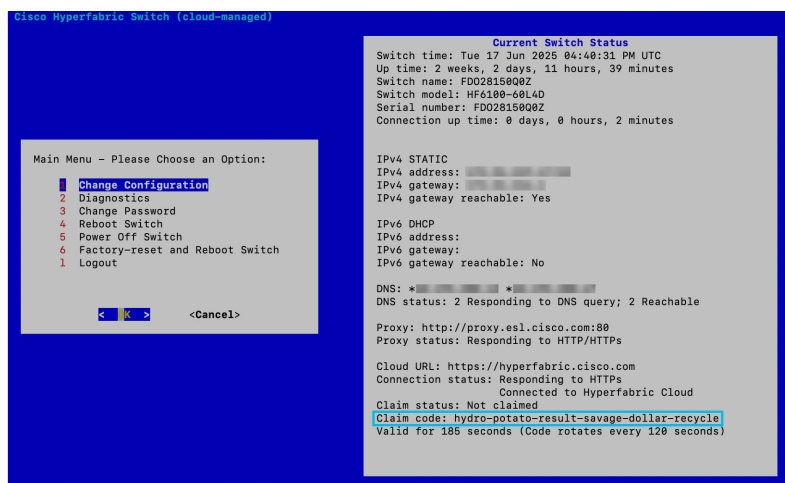 Cisco Hyperfabric Switch (cloud-managed)
Main Menu – Please Choose an Option:
1 Change Configuration
2 Diagnostics
3 Change Password
4 Reboot Switch
5 Power Off Switch
6 Factory-reset and Reboot Switch
l Logout
< K > <Cancel>
Current Switch Status
Switch time: Tue 17 Jun 2025 04:40:31 PM UTC
Up time: 2 weeks, 2 days, 11 hours, 39 minutes
Switch name: FDO28150Q0Z
Switch model: HF6100-60L4D
Serial number: FDO28150Q0Z
Connection up time: 0 days, 0 hours, 2 minutes
IPv4 STATIC
IPv4 address:
IPv4 gateway:
IPv4 gateway reachable: Yes
IPv6 DHCP
IPv6 address:
IPv6 gateway:
IPv6 gateway reachable: No
DNS: * *
DNS status: 2 Responding to DNS query; 2 Reachable
Proxy: http://proxy.esl.cisco.com:80
Proxy status: Responding to HTTP/HTTPs
Cloud URL: https://hyperfabric.cisco.com
Connection status: Responding to HTTPs
Connected to Hyperfabric Cloud
Claim status: Not claimed
Claim code: hydro-potato-result-savage-dollar-recycle
Valid for 185 seconds (Code rotates every 120 seconds)